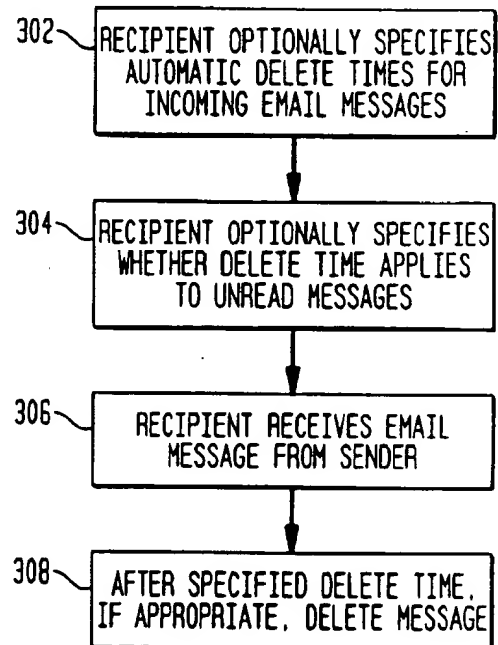 302
RECIPIENT OPTIONALLY SPECIFIES
AUTOMATIC DELETE TIMES FOR
INCOMING EMAIL MESSAGES
304
RECIPIENT OPTIONALLY SPECIFIES
WHETHER DELETE TIME APPLIES
TO UNREAD MESSAGES
306
RECIPIENT RECEIVES EMAIL
MESSAGE FROM SENDER
308
AFTER SPECIFIED DELETE TIME,
IF APPROPRIATE, DELETE MESSAGE